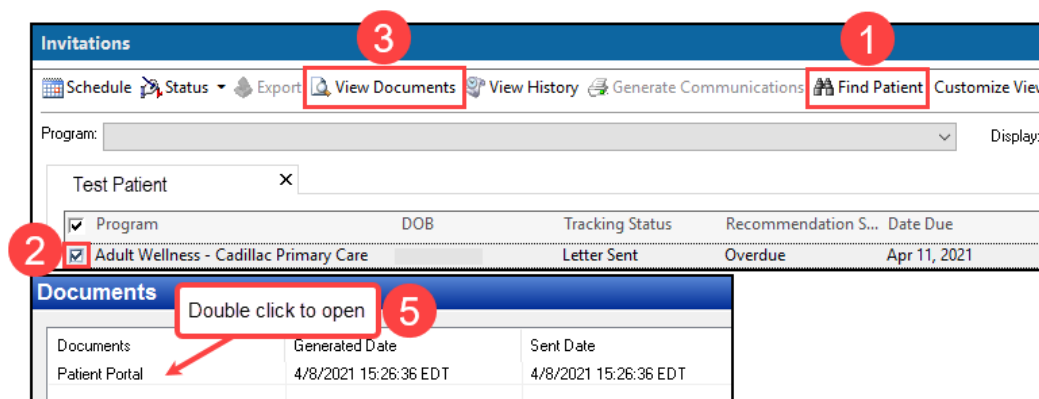 Invitations
3
1
Schedule Status Export View Documents View History Generate Communications Find Patient Customize View
Program: Display:
Test Patient X
Program DOB Tracking Status Recommendation S... Date Due
2
Adult Wellness - Cadillac Primary Care Letter Sent Overdue Apr 11, 2021
Documents
Double click to open 5
Documents Generated Date Sent Date
Patient Portal 4/8/2021 15:26:36 EDT 4/8/2021 15:26:36 EDT